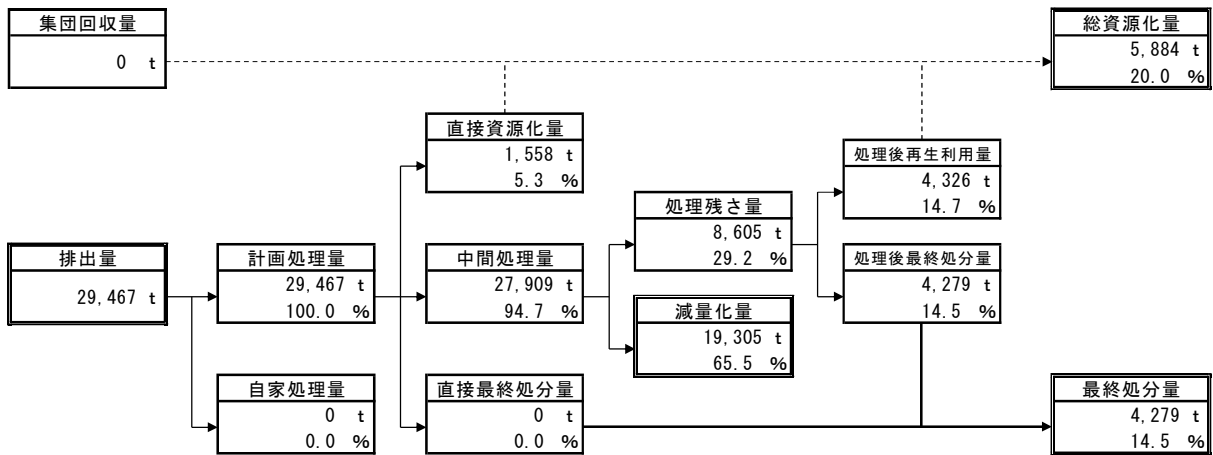 集団回収量
0 t
総資源化量
5,884 t
20.0 %
直接資源化量
1,558 t
5.3 %
処理後再生利用量
4,326 t
14.7 %
処理残さ量
8,605 t
29.2 %
排出量
29,467 t
計画処理量
29,467 t
100.0 %
中間処理量
27,909 t
94.7 %
処理後最終処分量
4,279 t
14.5 %
減量化量
19,305 t
65.5 %
自家処理量
0 t
0.0 %
直接最終処分量
0 t
0.0 %
最終処分量
4,279 t
14.5 %